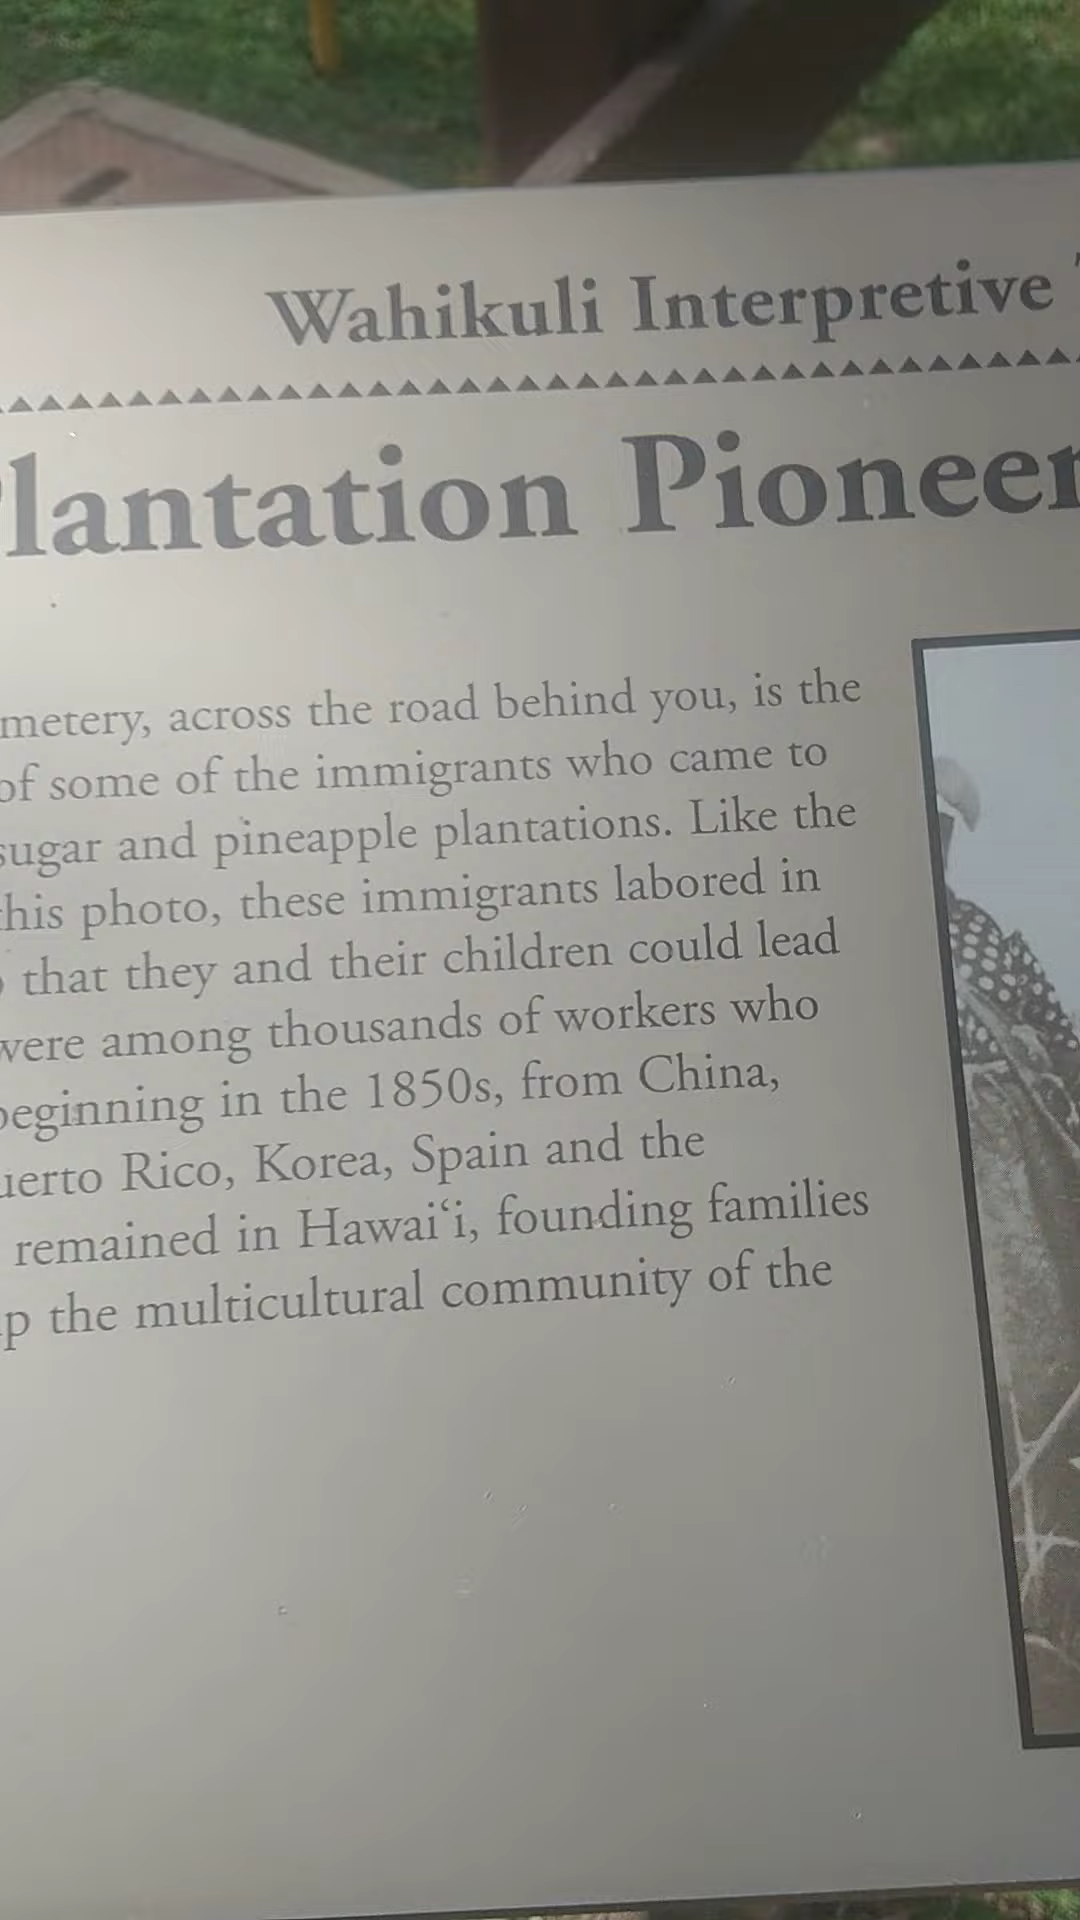 Wahikuli Interpretive
Plantation Pioneer
metery, across the road behind you, is the
of some of the immigrants who came to
sugar and pineapple plantations. Like the
this photo, these immigrants labored in
that they and their children could lead
were among thousands of workers who
beginning in the 1850s, from China,
uerto Rico, Korea, Spain and the
remained in Hawai‘i, founding families
p the multicultural community of the